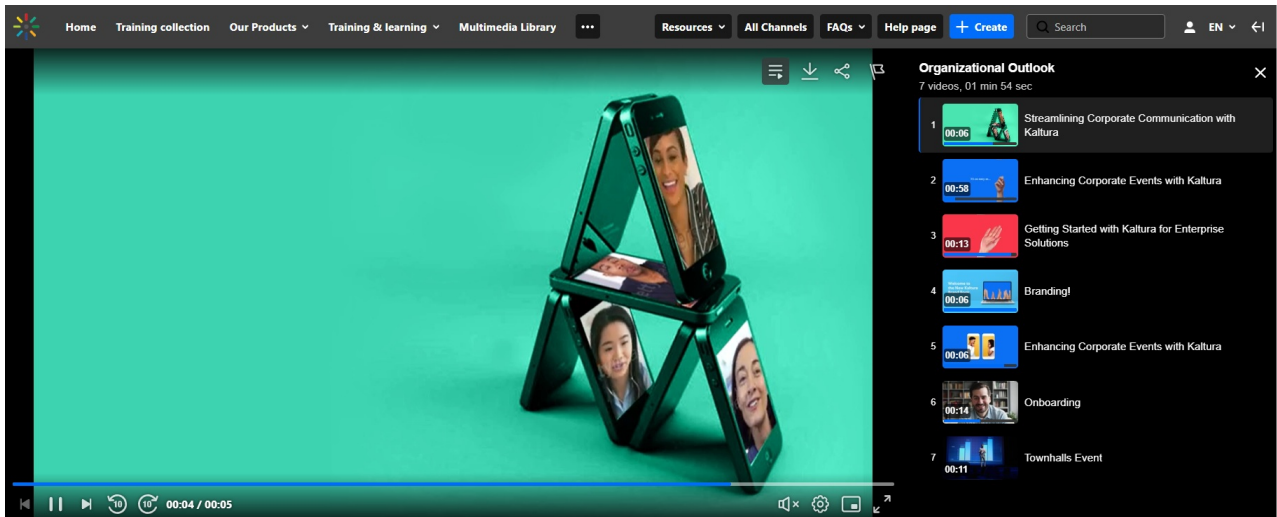 Home Training collection Our Products Training & learning Multimedia Library ••• Resources All Channels FAQs Help page + Create Search EN
Organizational Outlook
7 videos, 01 min 54 sec
1 00:06 Streamlining Corporate Communication with
Kaltura
2 00:58 Enhancing Corporate Events with Kaltura
3 00:13 Getting Started with Kaltura for Enterprise
Solutions
4 00:06 Branding!
5 00:06 Enhancing Corporate Events with Kaltura
6 00:14 Onboarding
7 00:11 Townhalls Event
10 10 00:04 / 00:05